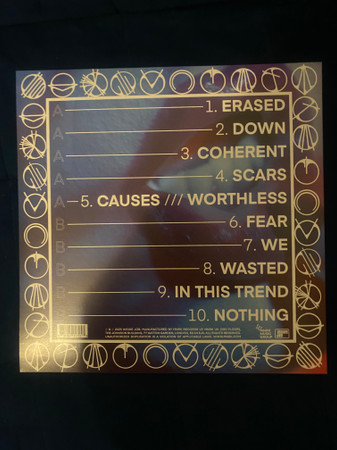 A 1. ERASED
A 2. DOWN
A 3. COHERENT
A 4. SCARS
A 5. CAUSES /// WORTHLESS
B 6. FEAR
B 7. WE
B 8. WASTED
B 9. IN THIS TREND
B 10. NOTHING